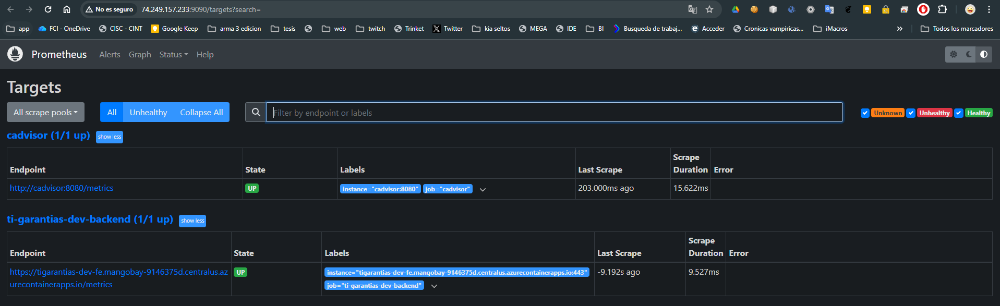 No es seguro 74.249.157.233:9090/targets?search=
app FCI - OneDrive CISC - CINT Google Keep arma 3 edicion tesis web twitch Trinket Twitter kia seltos MEGA IDE BI Busqueda de trabaj... Acceder Cronicas vampiricas... iMacros » Todos los marcadores
Prometheus Alerts Graph Status Help
Targets
All scrape pools All Unhealthy Collapse All Filter by endpoint or labels Unknown Unhealthy Healthy
cadvisor (1/1 up) show less
Endpoint State Labels Last Scrape Scrape Duration Error
http://cadvisor:8080/metrics UP instance="cadvisor:8080" job="cadvisor" 203.000ms ago 15.622ms
ti-garantias-dev-backend (1/1 up) show less
Endpoint State Labels Last Scrape Scrape Duration Error
https://tigarantias-dev-fe.mangobay-9146375d.centralus.az UP instance="tigarantias-dev-fe.mangobay-9146375d.centralus.azurecontainerapps.io:443" -9.192s ago 9.527ms
urecontainerapps.io/metrics job="ti-garantias-dev-backend"